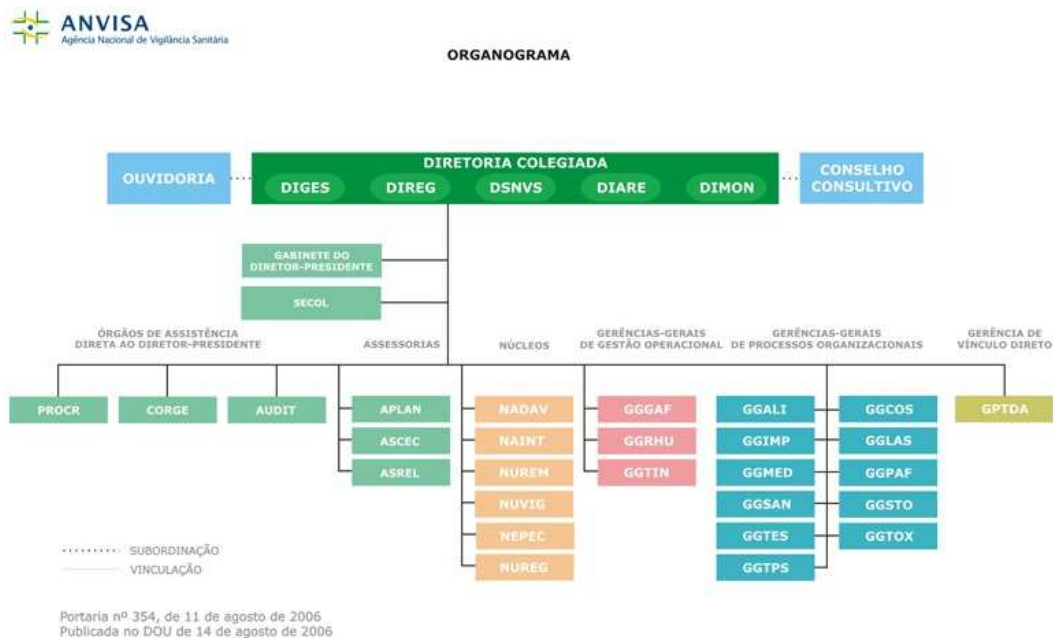 ANVISA
Agência Nacional de Vigilância Sanitária
ORGANOGRAMA
OUVIDORIA
DIRETORIA COLEGIADA
DIGES DIREG DSNVS DIARE DIMON
CONSELHO
CONSULTIVO
GABINETE DO
DIRETOR-PRESIDENTE
SECOL
ÓRGÃOS DE ASSISTÊNCIA
DIRETA AO DIRETOR-PRESIDENTE
ASSESSORIAS
NÚCLEOS
GERÊNCIAS-GERAIS
DE GESTÃO OPERACIONAL
GERÊNCIAS-GERAIS
DE PROCESSOS ORGANIZACIONAIS
GERÊNCIA DE
VÍNCULO DIRETO
PROCR
CORGE
AUDIT
APLAN
ASCEC
ASREL
NADAV
NAINT
NUREM
NUVIG
NEPEC
NUREG
GGGAF
GGRHU
GGTIN
GGALI
GGIMP
GGMED
GGSAN
GGTES
GGTPS
GGCOS
GGLAS
GGPAF
GGSTO
GGTOX
GPTDA
SUBORDINAÇÃO
VINCULAÇÃO
Portaria nº 354, de 11 de agosto de 2006
Publicada no DOU de 14 de agosto de 2006